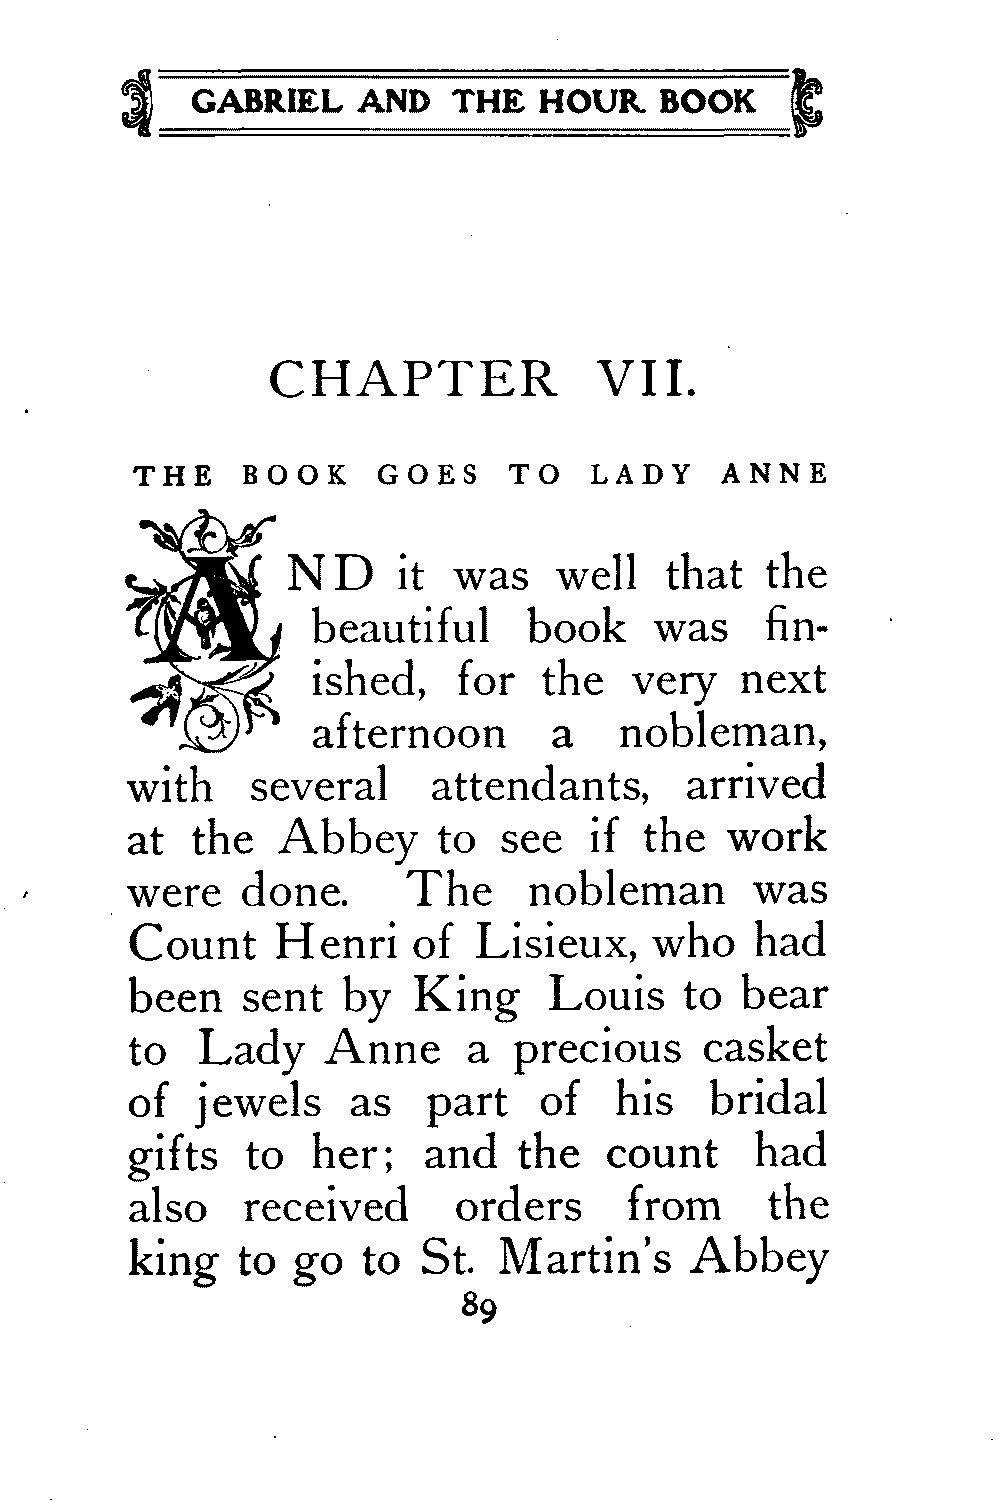 GABRIEL AND THE HOUR BOOK
CHAPTER VII.
THE BOOK GOES TO LADY ANNE
AND it was well that the
beautiful book was fin-
ished, for the very next
afternoon a nobleman,
with several attendants, arrived
at the Abbey to see if the work
were done. The nobleman was
Count Henri of Lisieux, who had
been sent by King Louis to bear
to Lady Anne a precious casket
of jewels as part of his bridal
gifts to her; and the count had
also received orders from the
king to go to St. Martin's Abbey
89